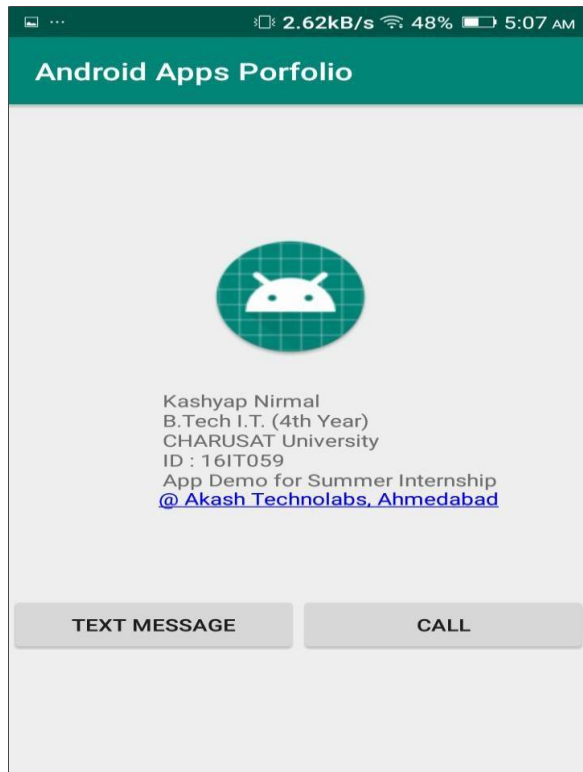 ... 2.62kB/s 48% 5:07 AM
Android Apps Porfolio
Kashyap Nirmal
B.Tech I.T. (4th Year)
CHARUSAT University
ID : 16IT059
App Demo for Summer Internship
@ Akash Technolabs, Ahmedabad
TEXT MESSAGE CALL